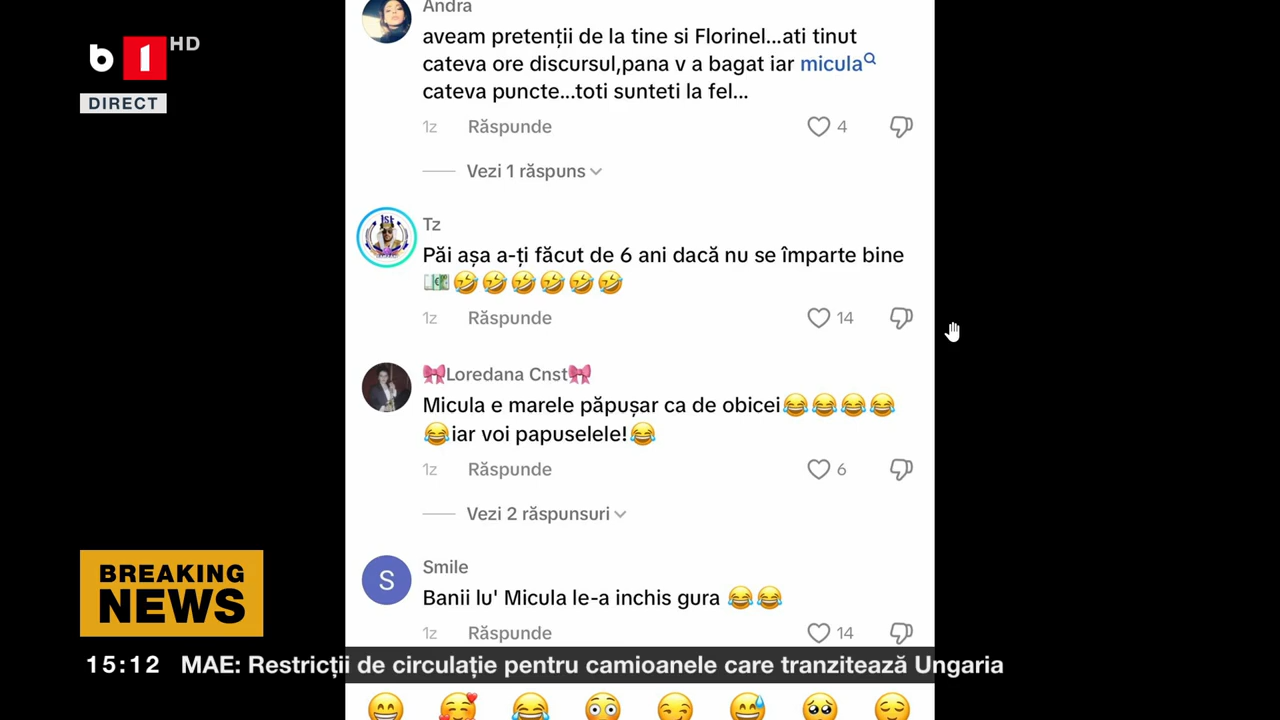 b 1 HD
DIRECT
Andra
aveam pretenții de la tine si Florinel...ati tinut
cateva ore discursul,pana v a bagat iar micula
cateva puncte...toti sunteti la fel...
1z Răspunde 4
Vezi 1 răspuns
1st
Tz
Păi așa a-ți făcut de 6 ani dacă nu se împarte bine
💶🤣🤣🤣🤣🤣🤣
1z Răspunde 14
🎀Loredana Cnst🎀
Micula e marele păpușar ca de obicei😂😂😂😂
😂iar voi papuselele!😂
1z Răspunde 6
Vezi 2 răspunsuri
S
Smile
Banii lu' Micula le-a inchis gura 😂😂
1z Răspunde 14
BREAKING
NEWS
15:12 MAE: Restricții de circulație pentru camioanele care tranzitează Ungaria